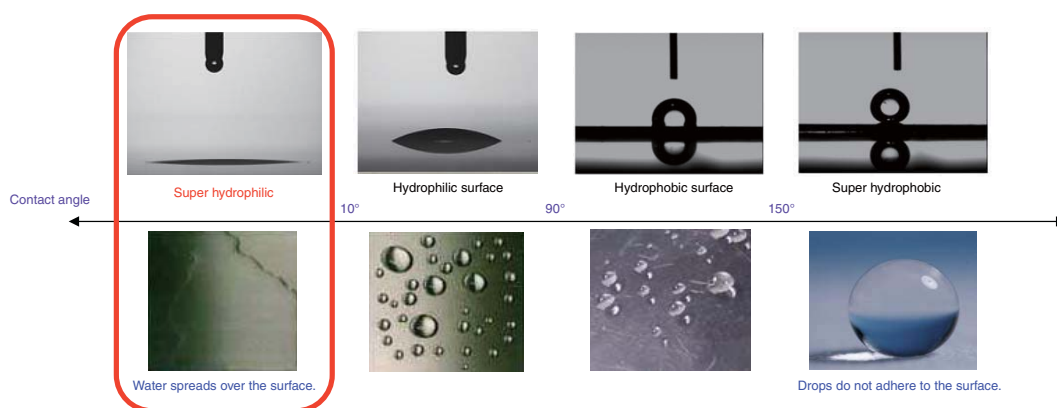 Super hydrophilic
Hydrophilic surface
Hydrophobic surface
Super hydrophobic
Contact angle
10°
90°
150°
Water spreads over the surface.
Drops do not adhere to the surface.